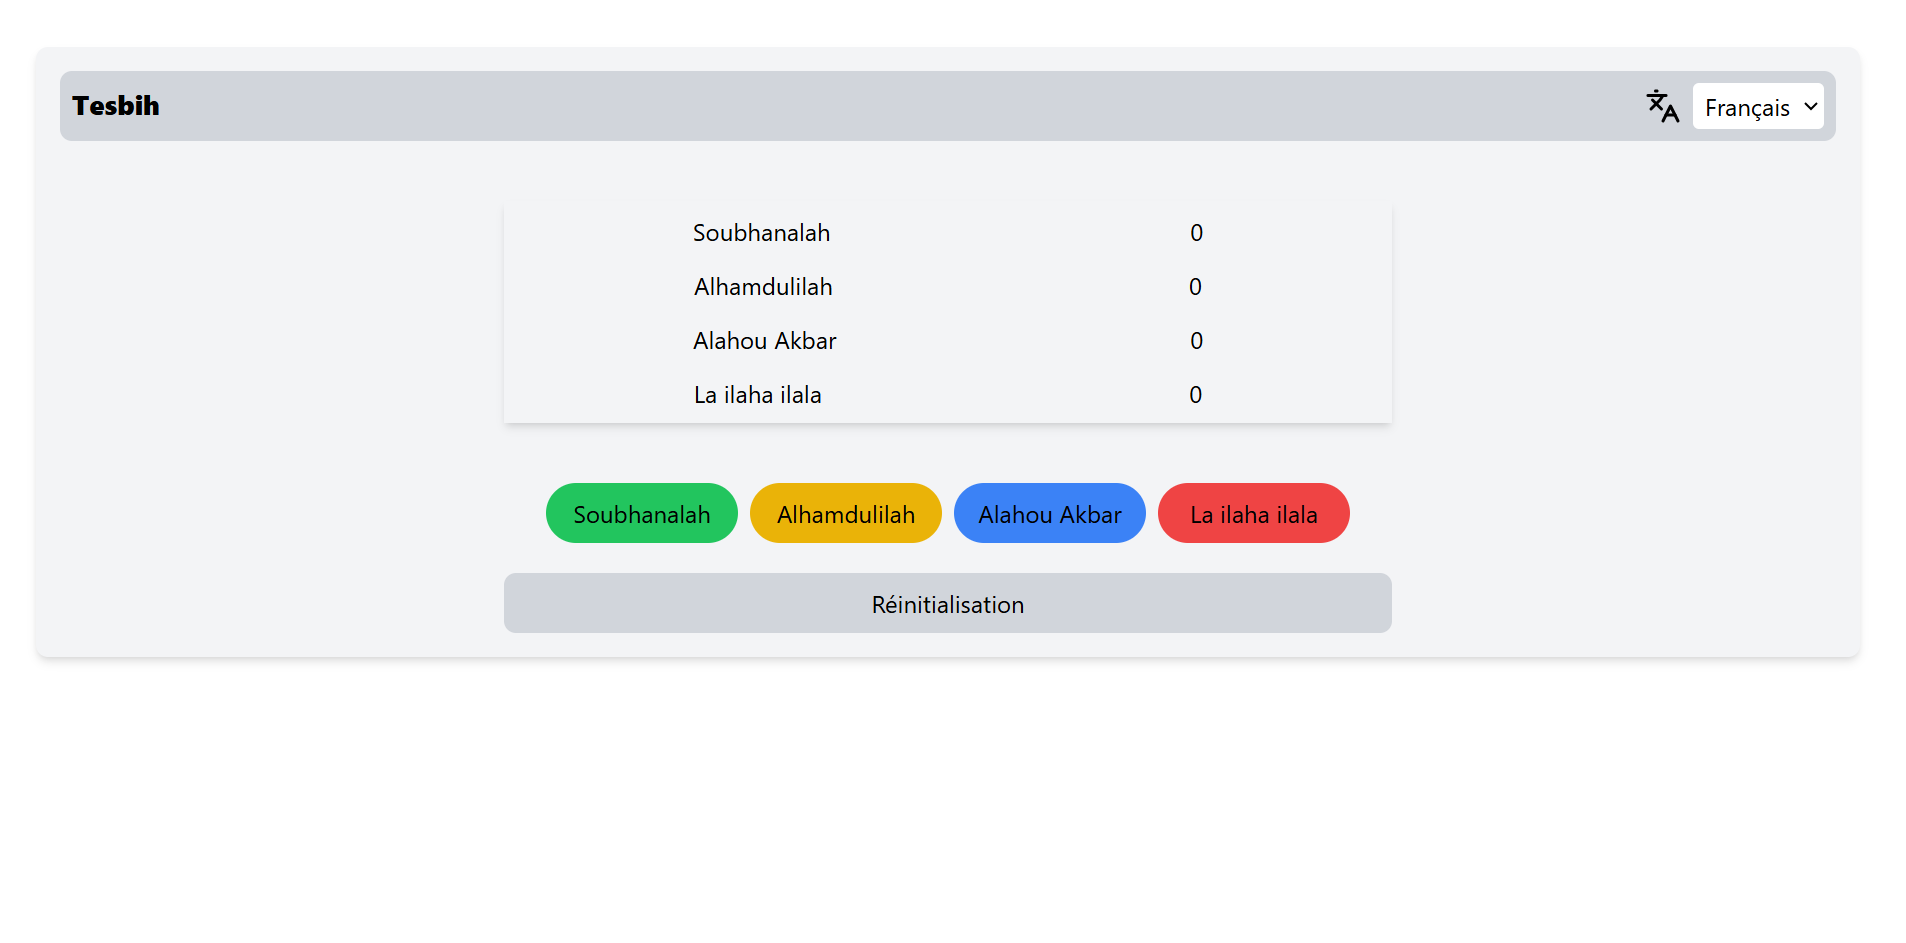 Tesbih
Français
Soubhanalah 0
Alhamdulilah 0
Alahou Akbar 0
La ilaha ilala 0
Soubhanalah Alhamdulilah Alahou Akbar La ilaha ilala
Réinitialisation